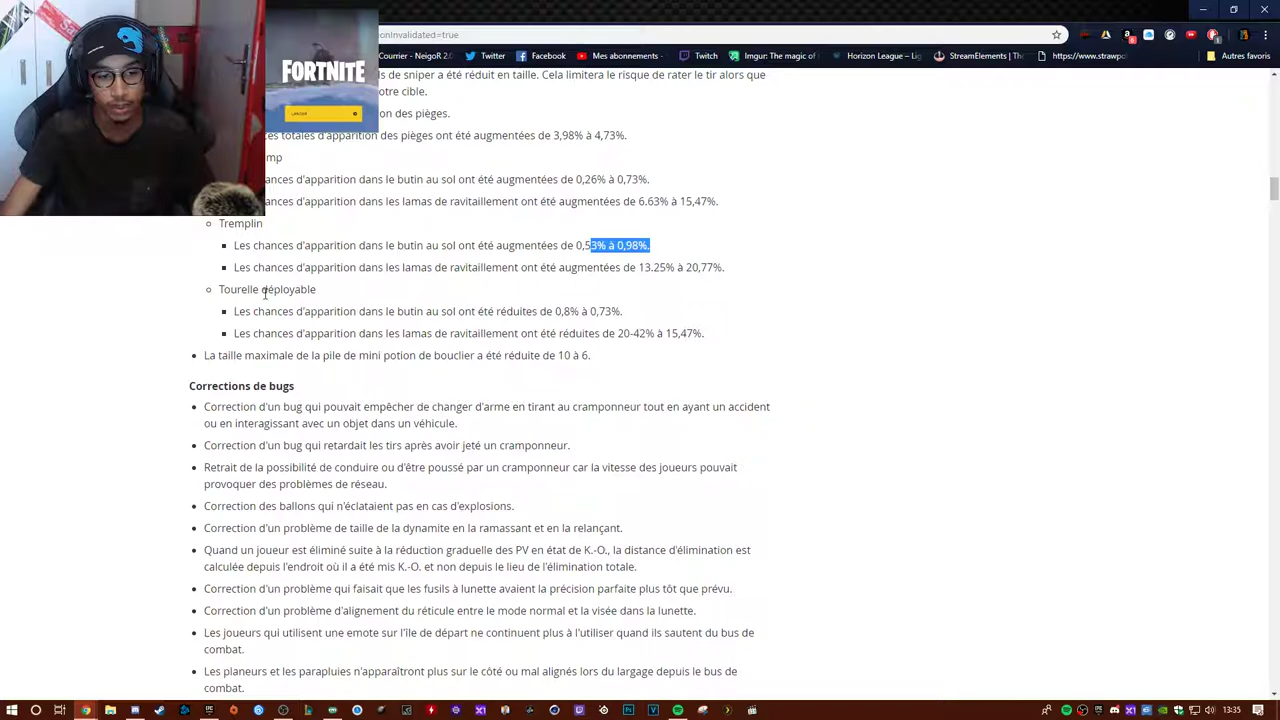 onInvalidated=true
FORTNITE
Courrier - NeigoR 2.0
Twitter
Facebook
Mes abonnements
Twitch
Imgur: The magic of
Horizon League –
StreamElements
https://www.strawp
Autres favoris
ls de sniper a été réduit en taille. Cela limitera le risque de rater le tir alors que
otre cible.
on des pièges.
ces totales d'apparition des pièges ont été augmentées de 3,98% à 4,73%.
mp
ances d'apparition dans le butin au sol ont été augmentées de 0,26% à 0,73%.
ances d'apparition dans les lamas de ravitaillement ont été augmentées de 6.63% à 15,47%.
Tremplin
Les chances d'apparition dans le butin au sol ont été augmentées de 0,53% à 0,98%.
Les chances d'apparition dans les lamas de ravitaillement ont été augmentées de 13.25% à 20,77%.
Tourelle déployable
Les chances d'apparition dans le butin au sol ont été réduites de 0,8% à 0,73%.
Les chances d'apparition dans les lamas de ravitaillement ont été réduites de 20-42% à 15,47%.
La taille maximale de la pile de mini potion de bouclier a été réduite de 10 à 6.
Corrections de bugs
Correction d'un bug qui pouvait empêcher de changer d'arme en tirant au cramponneur tout en ayant un accident
ou en interagissant avec un objet dans un véhicule.
Correction d'un bug qui retardait les tirs après avoir jeté un cramponneur.
Retrait de la possibilité de conduire ou d'être poussé par un cramponneur car la vitesse des joueurs pouvait
provoquer des problèmes de réseau.
Correction des ballons qui n'éclataient pas en cas d'explosions.
Correction d'un problème de taille de la dynamite en la ramassant et en la relançant.
Quand un joueur est éliminé suite à la réduction graduelle des PV en état de K.-O., la distance d'élimination est
calculée depuis l'endroit où il a été mis K.-O. et non depuis le lieu de l'élimination totale.
Correction d'un problème qui faisait que les fusils à lunette avaient la précision parfaite plus tôt que prévu.
Correction d'un problème d'alignement du réticule entre le mode normal et la visée dans la lunette.
Les joueurs qui utilisent une emote sur l'île de départ ne continuent plus à l'utiliser quand ils sautent du bus de
combat.
Les planeurs et les parapluies n'apparaîtront plus sur le côté ou mal alignés lors du largage depuis le bus de
combat.
13:35